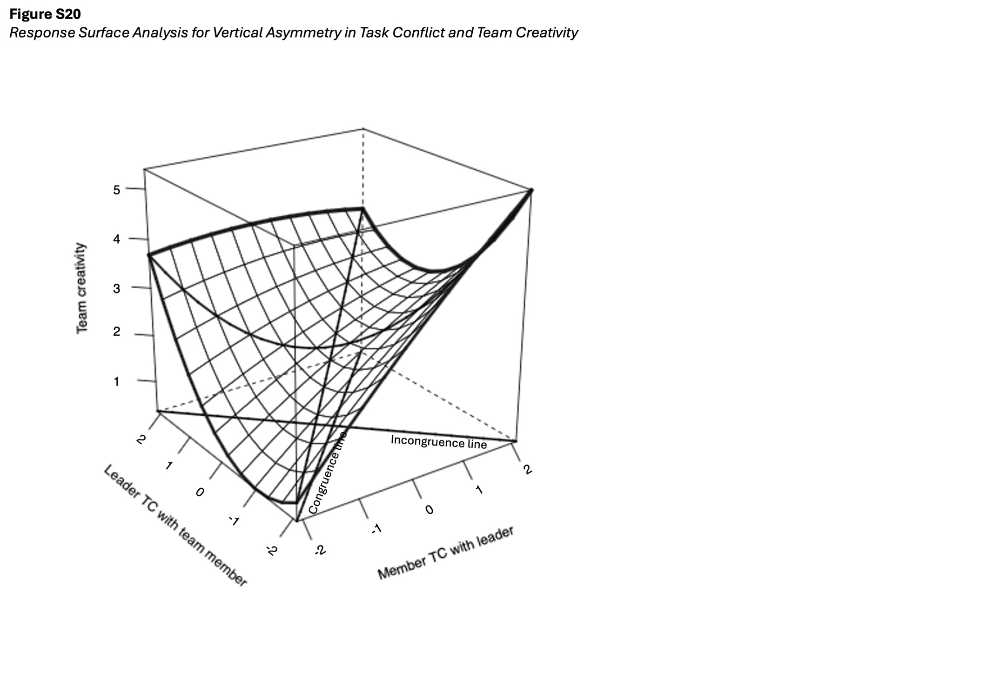 Figure S20
Response Surface Analysis for Vertical Asymmetry in Task Conflict and Team Creativity
5
4
3
2
1
Team creativity
2
1
0
-1
-2
Leader TC with team member
-2
-1
0
1
2
Member TC with leader
Incongruence line
Congruence line